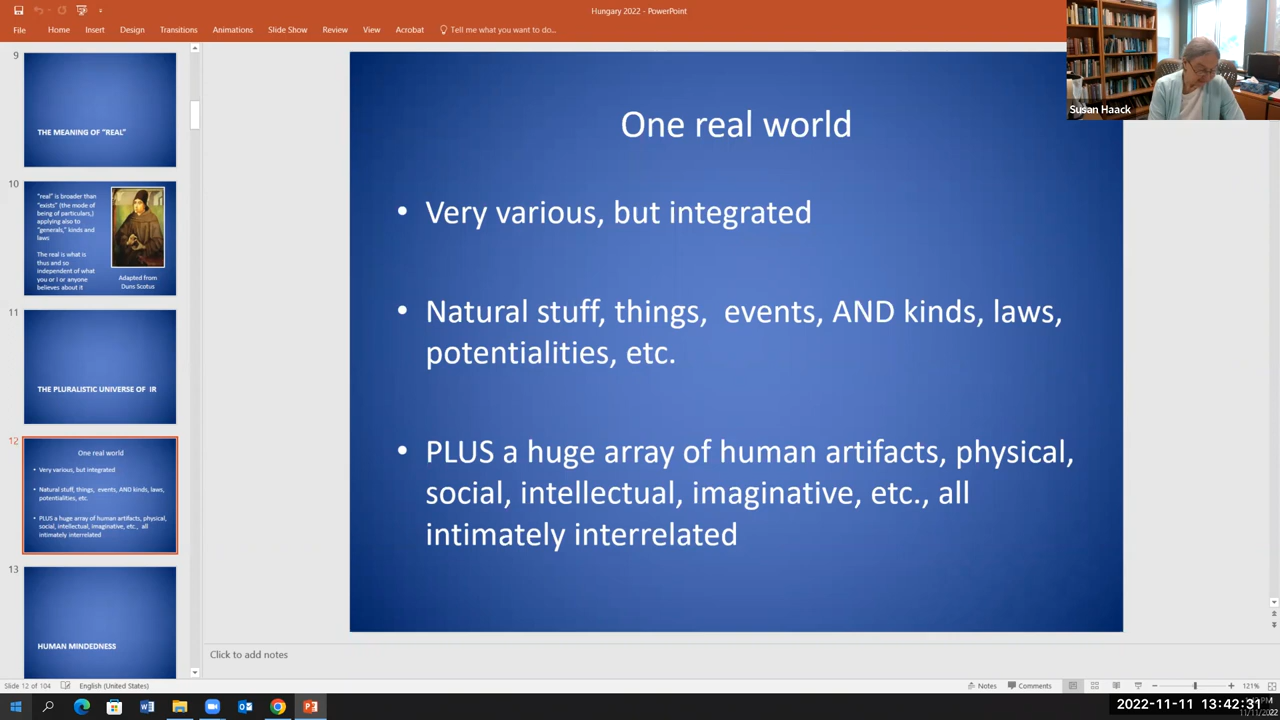 Hungary 2022 - PowerPoint
File Home Insert Design Transitions Animations Slide Show Review View Acrobat Tell me what you want to do...
Susan Haack
9
THE MEANING OF "REAL"
10
"real" is broader than
"exists" (the mode of
being of particulars,)
applying also to
"generals," kinds and
laws
The real is what is
thus and so
independent of what
you or I or anyone
believes about it
Adapted from
Duns Scotus
11
THE PLURALISTIC UNIVERSE OF IR
12
One real world
• Very various, but integrated
• Natural stuff, things, events, AND kinds, laws,
potentialities, etc.
• PLUS a huge array of human artifacts, physical,
social, intellectual, imaginative, etc., all
intimately interrelated
13
HUMAN MINDEDNESS
One real world
• Very various, but integrated
• Natural stuff, things, events, AND kinds, laws,
potentialities, etc.
• PLUS a huge array of human artifacts, physical,
social, intellectual, imaginative, etc., all
intimately interrelated
Click to add notes
Slide 12 of 104 English (United States) Notes Comments 121%
2022-11-11 13:42:31